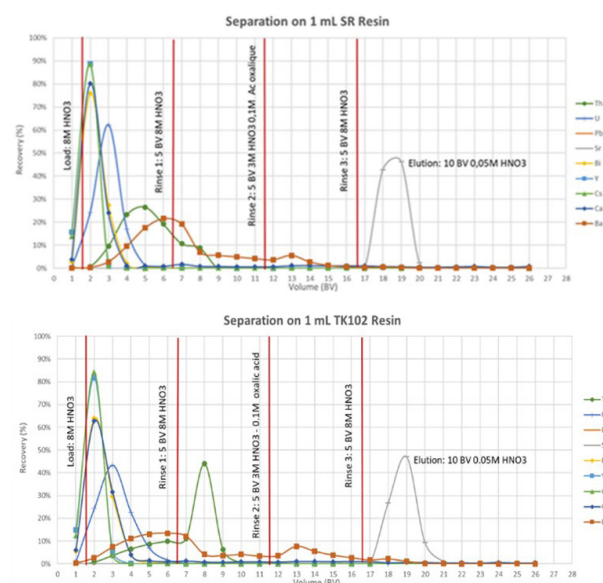 Separation on 1 mL SR Resin
Recovery (%)
100%
90%
80%
70%
60%
50%
40%
30%
20%
10%
0%
Load: 8M HNO3
Rinse 1: 5 BV 8M HNO3
Rinse 2: 5 BV 3M HNO3 0,1M Ac oxalique
Rinse 3: 5 BV 8M HNO3
Elution: 10 BV 0,05M HNO3
Th
U
Pb
Sr
Bi
Y
Cs
Ca
Ba
0 1 2 3 4 5 6 7 8 9 10 11 12 13 14 15 16 17 18 19 20 21 22 23 24 25 26 27 28
Volume (BV)
Separation on 1 mL TK102 Resin
Recovery (%)
100%
90%
80%
70%
60%
50%
40%
30%
20%
10%
0%
Load: 8M HNO3
Rinse 1: 5 BV 8M HNO3
Rinse 2: 5 BV 3M HNO3 - 0.1M oxalic acid
Rinse 3: 5 BV 8M HNO3
Elution: 10 BV 0.05M HNO3
0 1 2 3 4 5 6 7 8 9 10 11 12 13 14 15 16 17 18 19 20 21 22 23 24 25 26 27 28
Volume (BV)